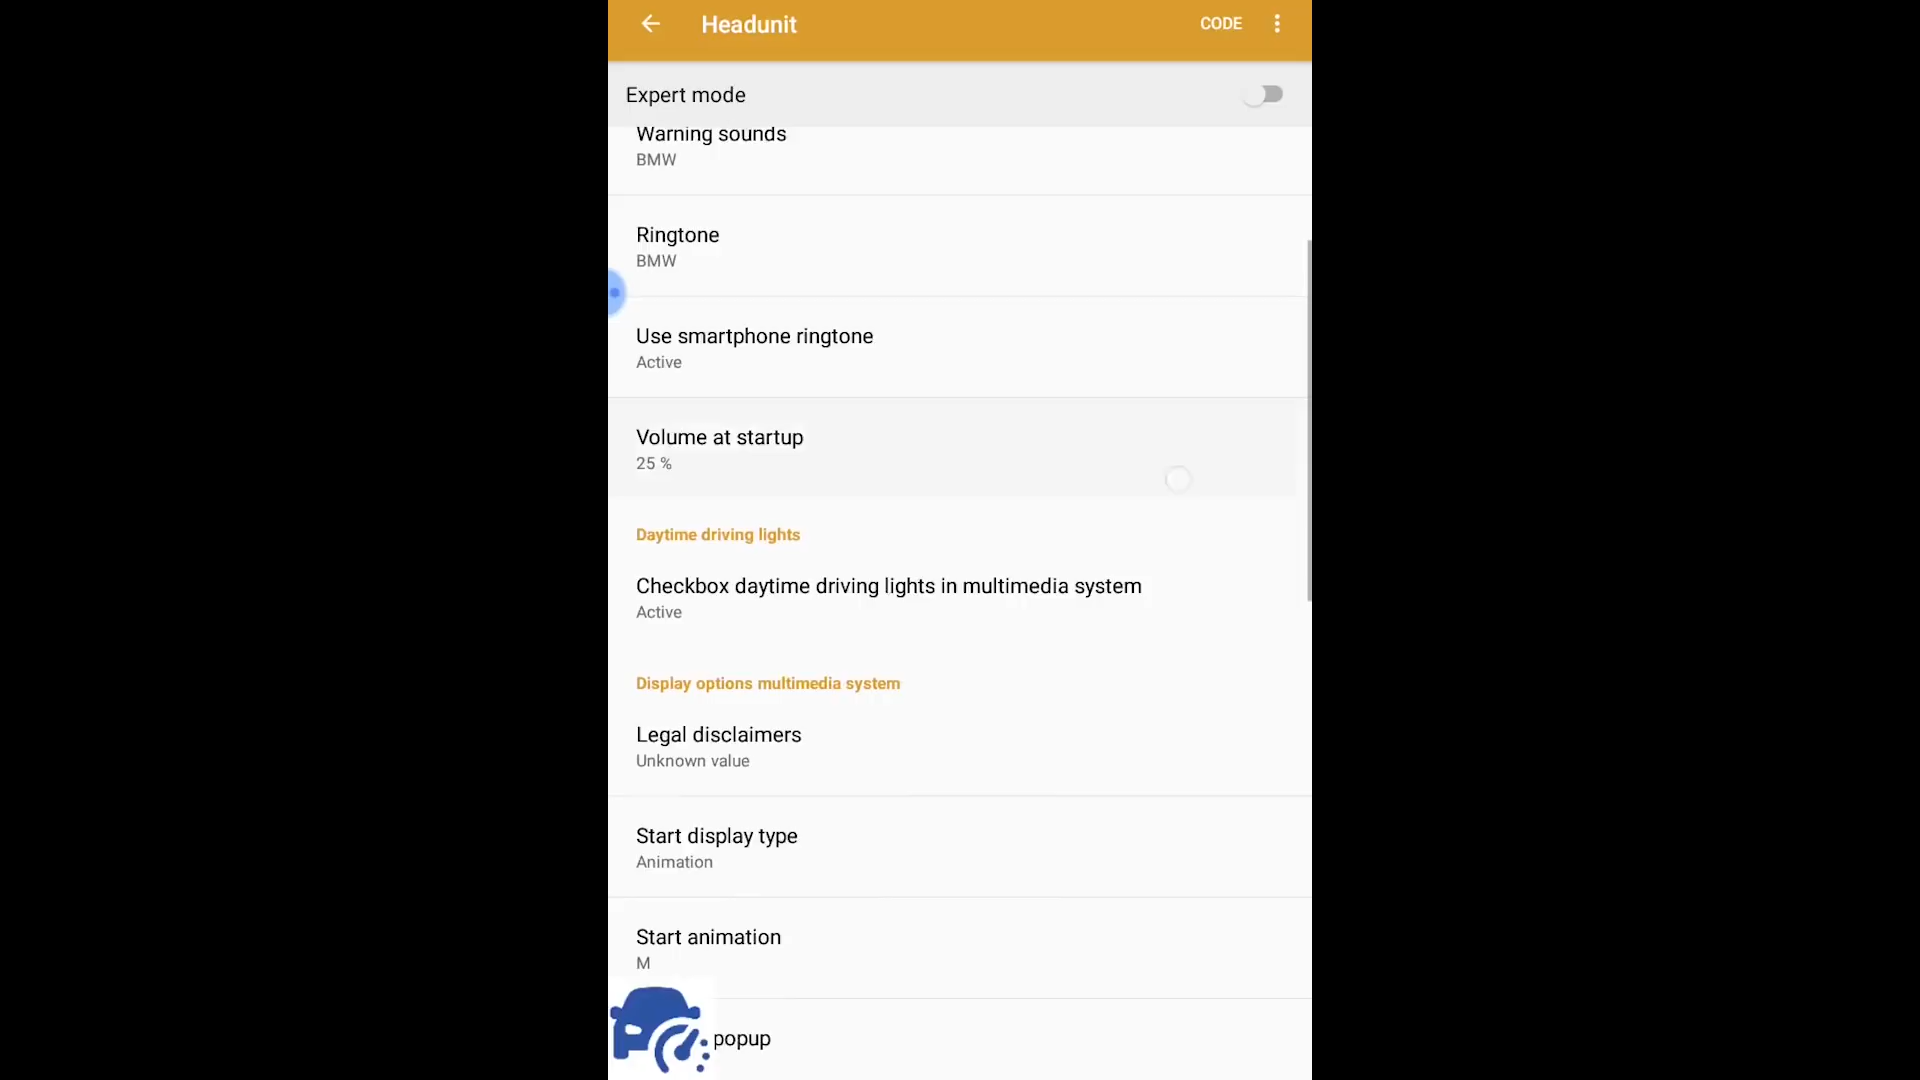 Headunit
CODE
Expert mode
Warning sounds
BMW
Ringtone
BMW
Use smartphone ringtone
Active
Volume at startup
25 %
Daytime driving lights
Checkbox daytime driving lights in multimedia system
Active
Display options multimedia system
Legal disclaimers
Unknown value
Start display type
Animation
Start animation
M
popup